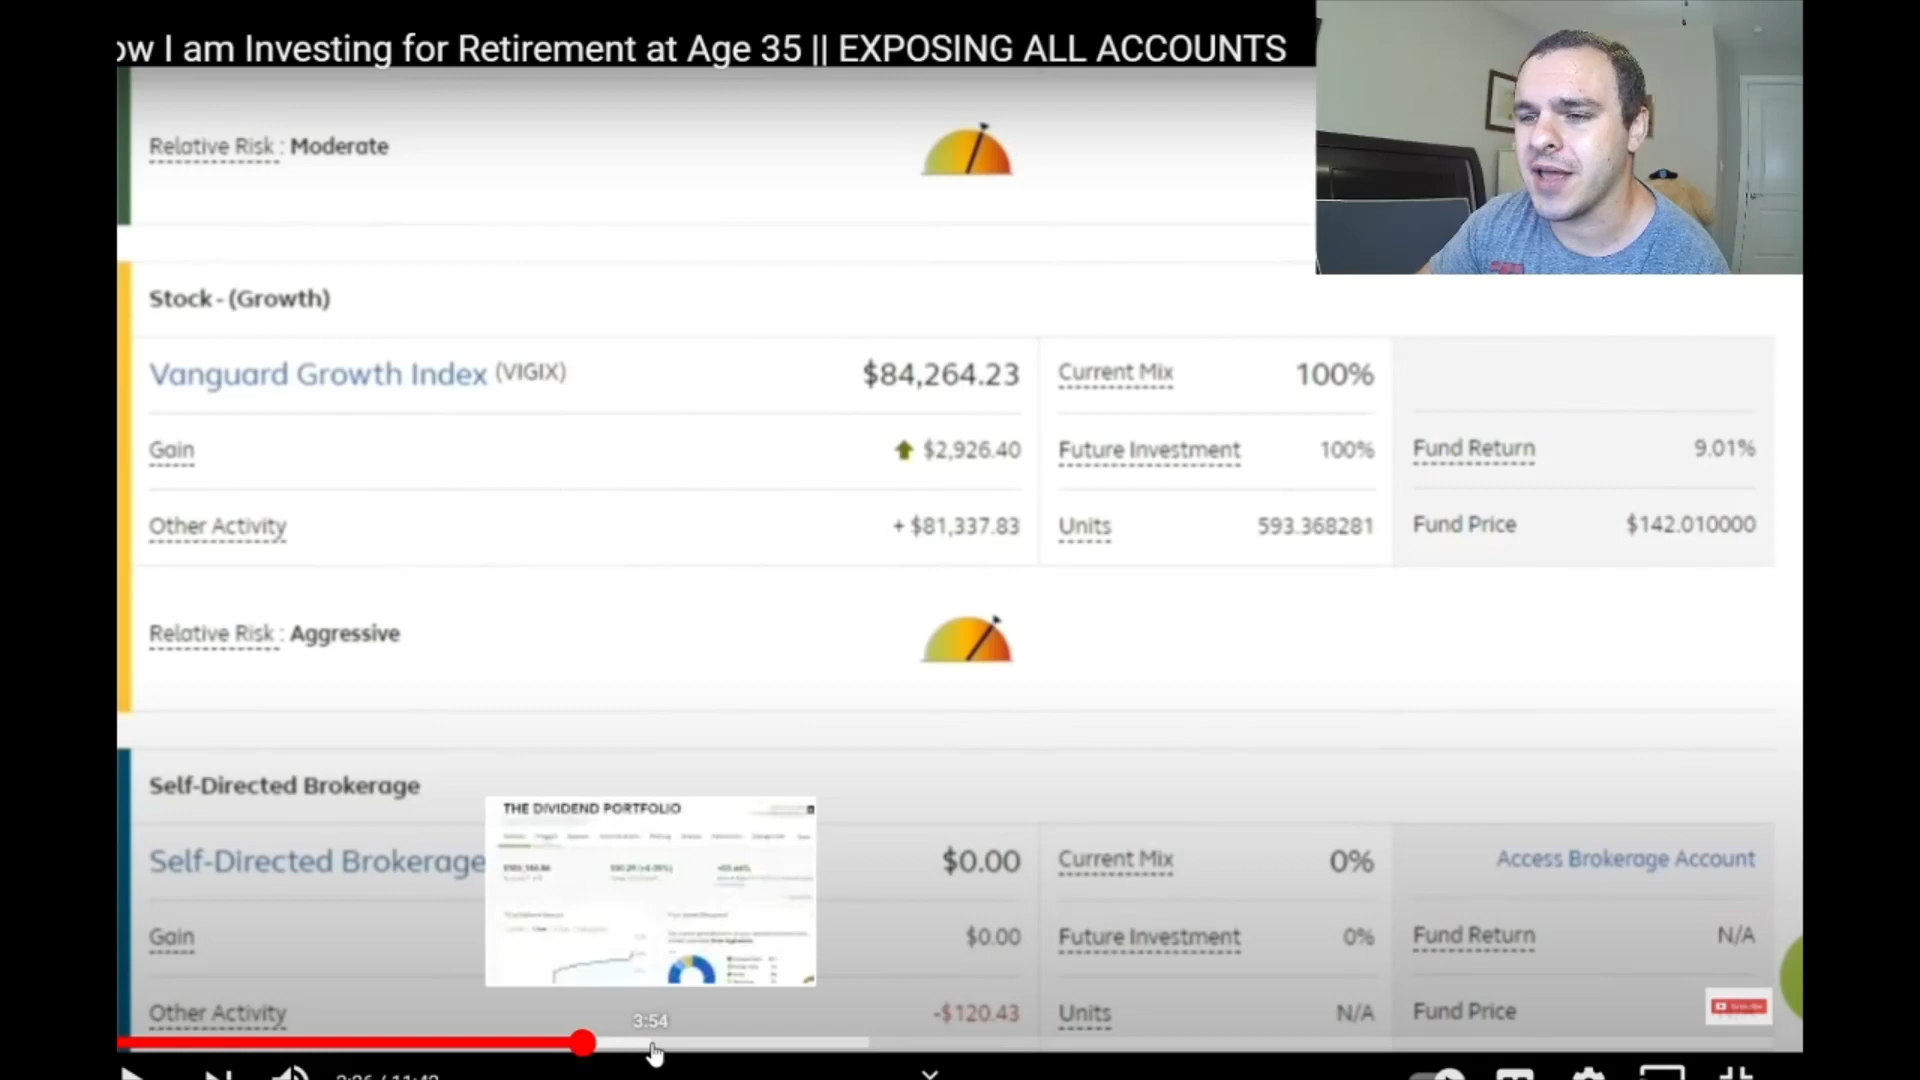 ow I am Investing for Retirement at Age 35 || EXPOSING ALL ACCOUNTS
Relative Risk : Moderate
Stock - (Growth)
Vanguard Growth Index (VIGIX) $84,264.23 Current Mix 100%
Gain $2,926.40 Future Investment 100% Fund Return 9.01%
Other Activity + $81,337.83 Units 593.368281 Fund Price $142.010000
Relative Risk : Aggressive
Self-Directed Brokerage
THE DIVIDEND PORTFOLIO
Self-Directed Brokerage $0.00 Current Mix 0% Access Brokerage Account
Gain $0.00 Future Investment 0% Fund Return N/A
Other Activity -$120.43 Units N/A Fund Price
3:54